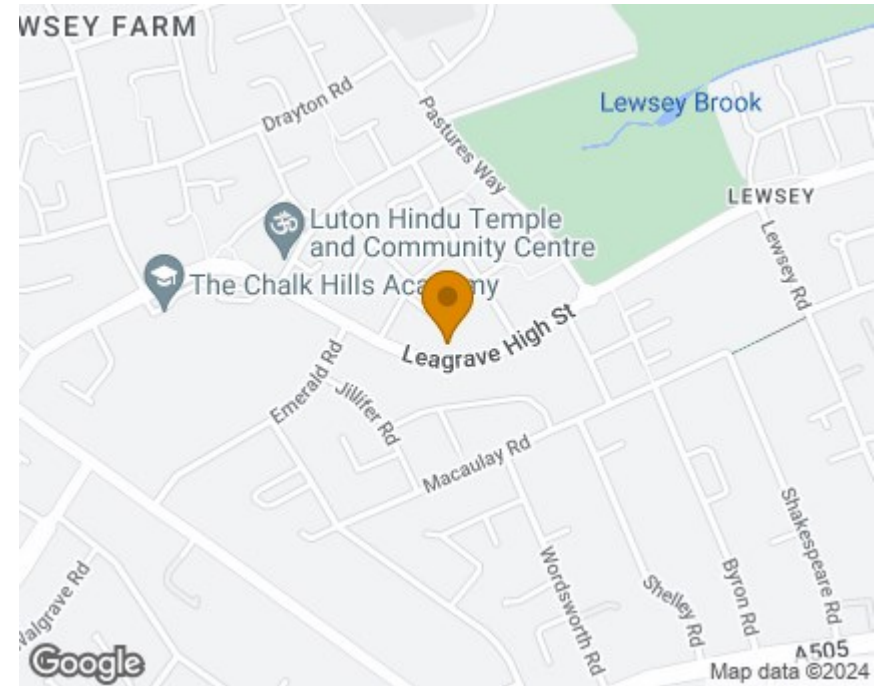 WSEY FARM
Drayton Rd
Pastures Way
Lewsey Brook
LEWSEY
Luton Hindu Temple
and Community Centre
Lewsey Rd
The Chalk Hills Academy
Leagrave High St
Emerald Rd
Jillifer Rd
Macaulay Rd
Shakespeare Rd
Wordsworth Rd
Shelley Rd
Byron Rd
Valgrave Rd
A505
Google
Map data ©2024